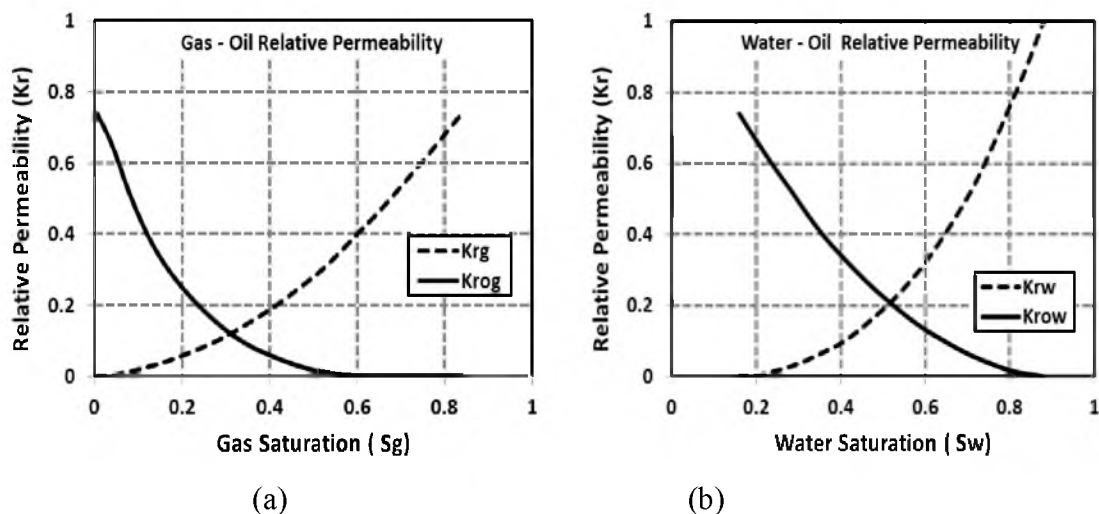 Gas - Oil Relative Permeability
Relative Permeability (Kr)
1
0.8
0.6
0.4
0.2
0
Krg
Krog
0
0.2
0.4
0.6
0.8
1
Gas Saturation ( Sg)
(a)
Water - Oil Relative Permeability
Relative Permeability (Kr)
1
0.8
0.6
0.4
0.2
0
Krw
Krow
0
0.2
0.4
0.6
0.8
1
Water Saturation ( Sw)
(b)